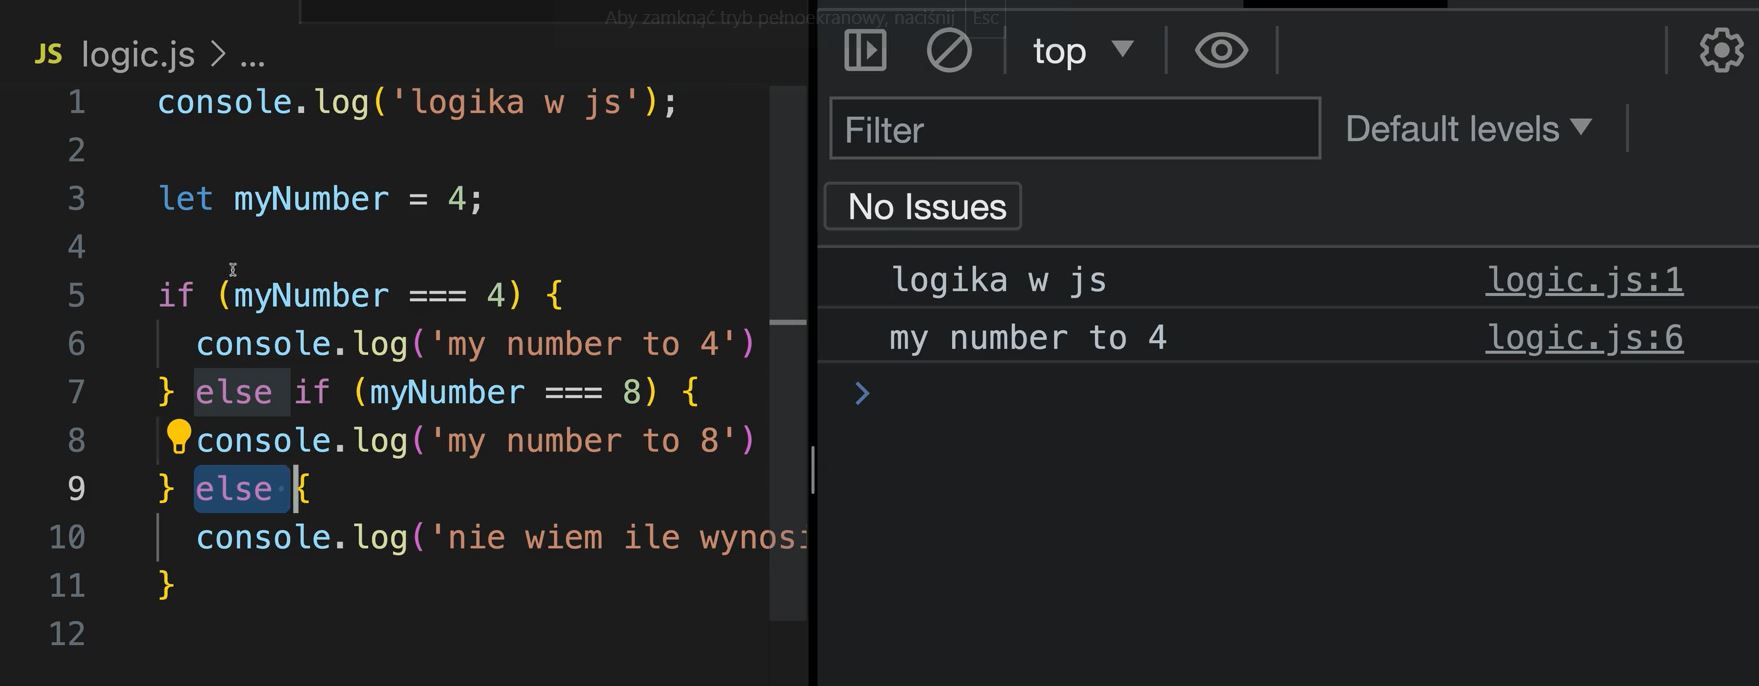 Aby zamknąć tryb pełnoekranowy, naciśnij Esc
JS logic.js > ...
1 console.log('logika w js');
2
3 let myNumber = 4;
4
5 if (myNumber === 4) {
6 console.log('my number to 4')
7 } else if (myNumber === 8) {
8 console.log('my number to 8')
9 } else {
10 console.log('nie wiem ile wynosi
11 }
12
top
Filter
Default levels
No Issues
logika w js logic.js:1
my number to 4 logic.js:6
>